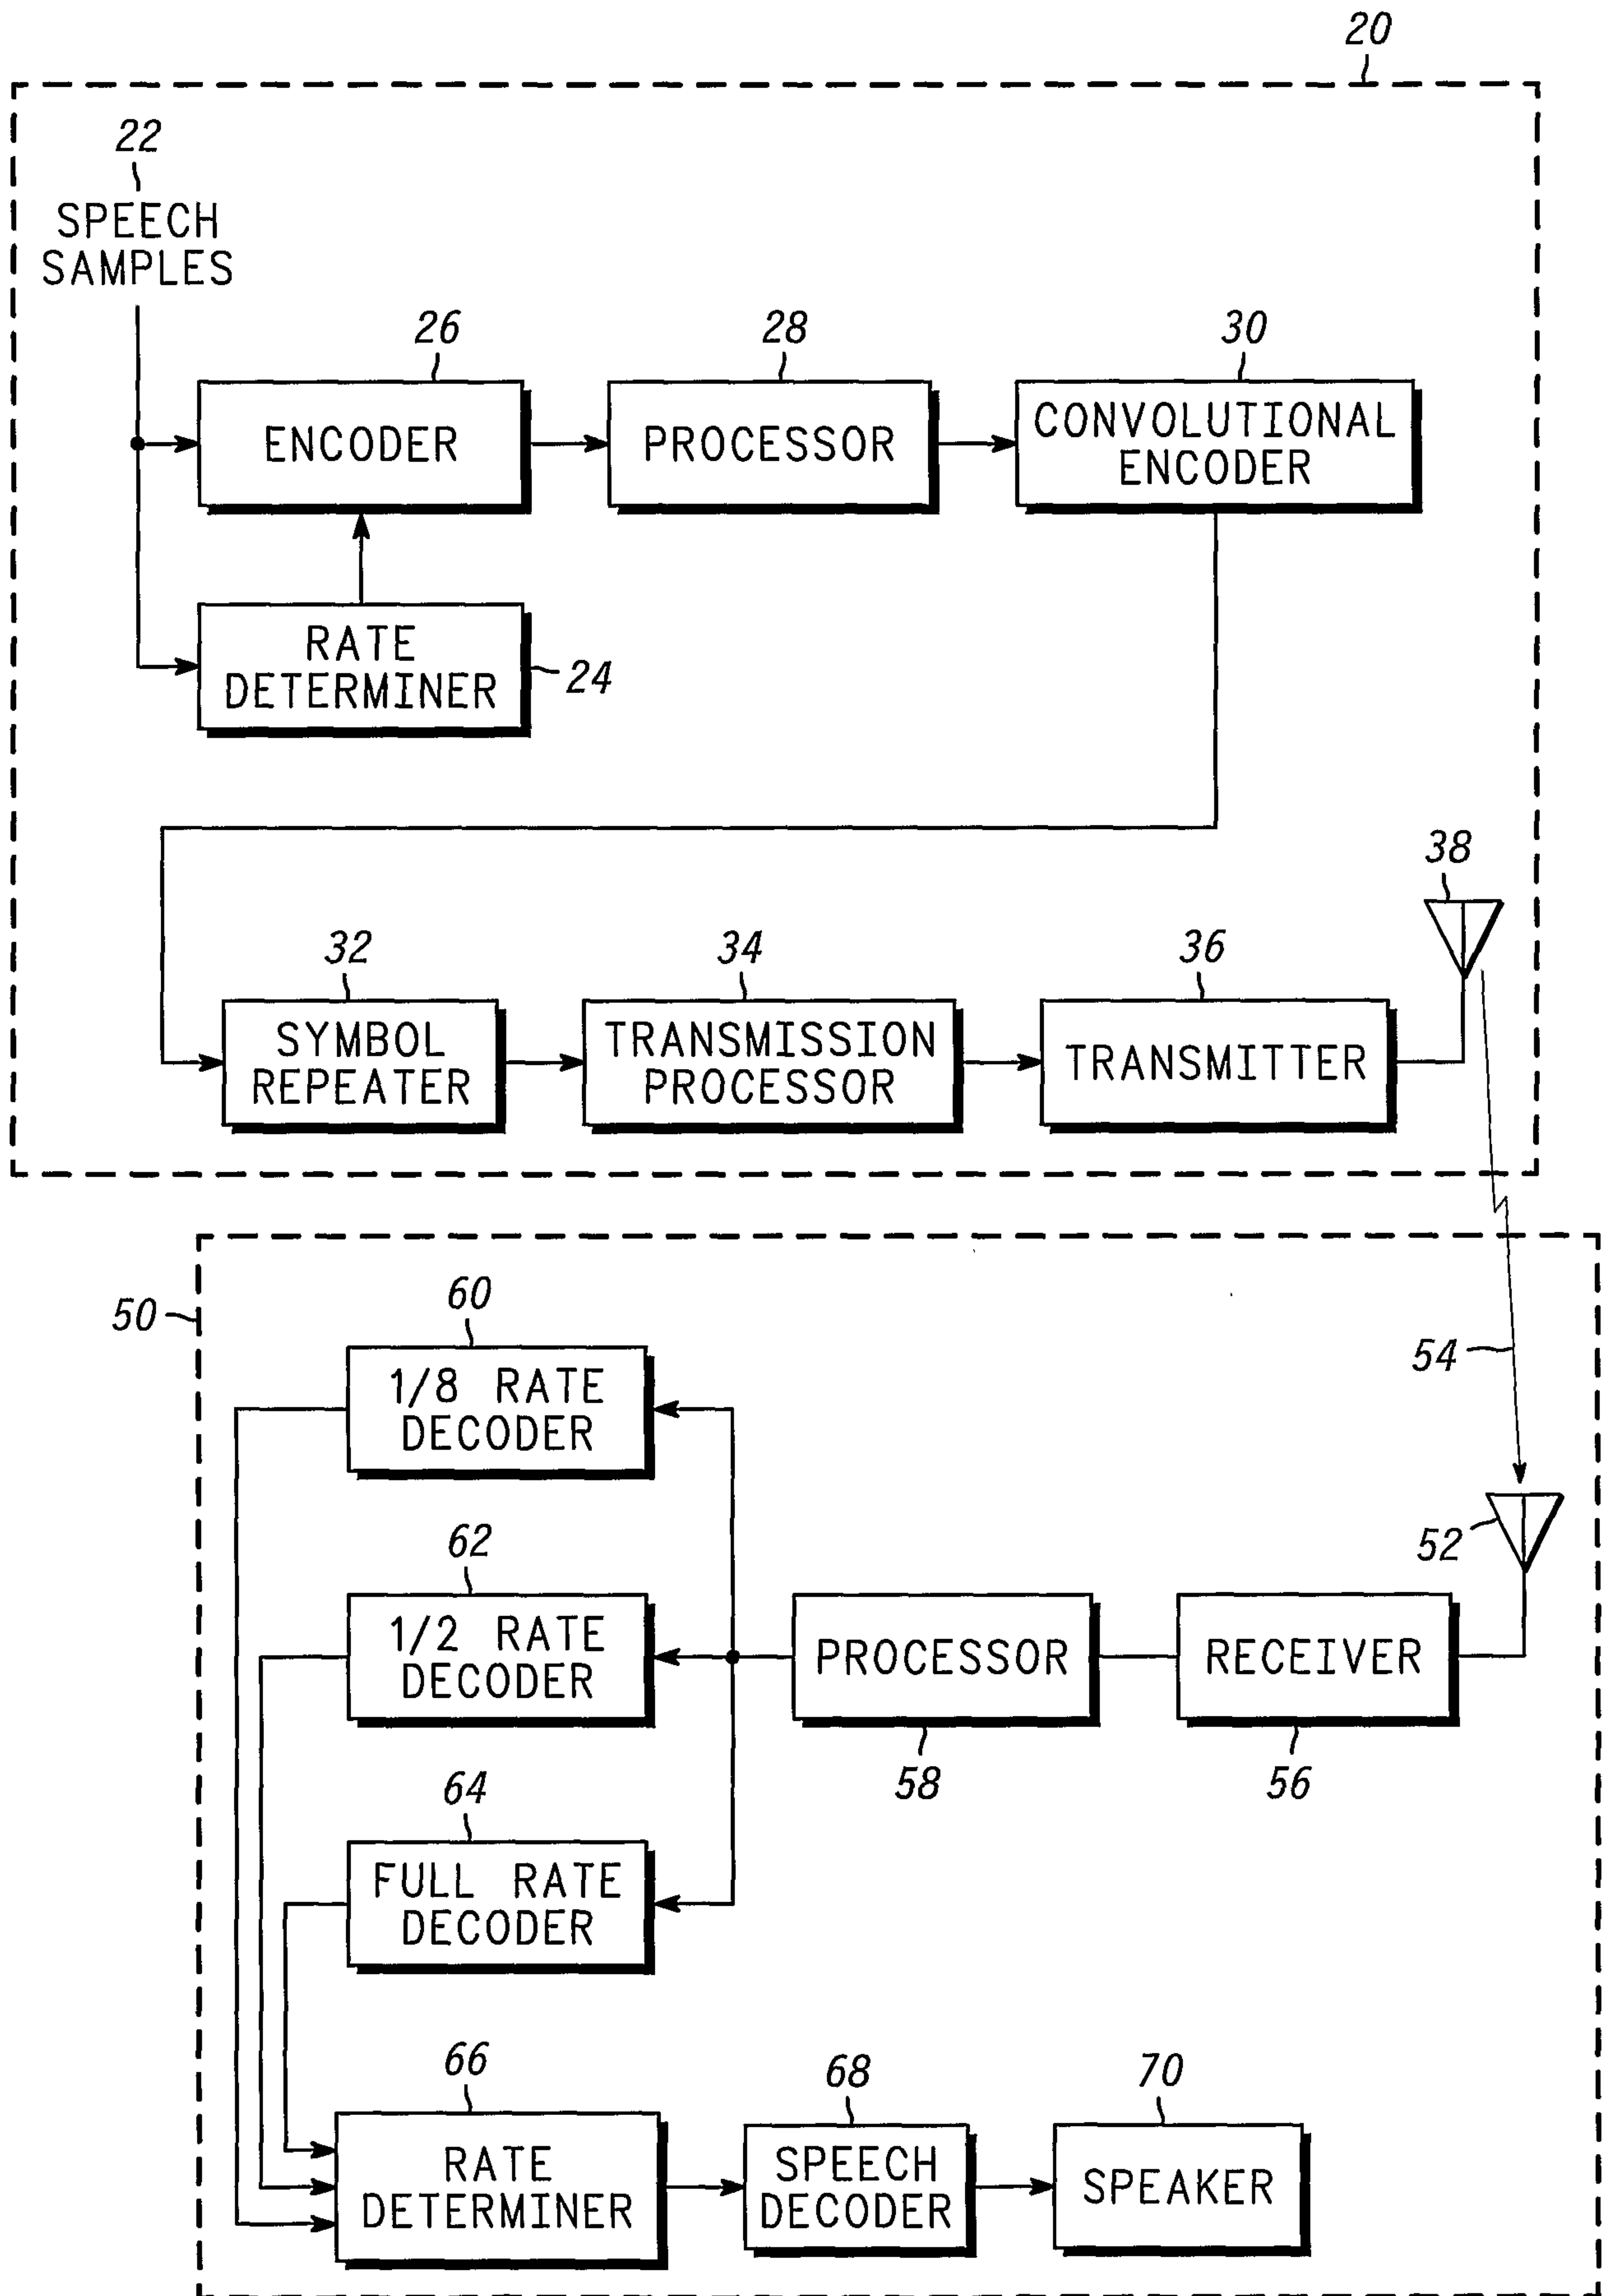 20
22
SPEECH
SAMPLES
26
28
30
ENCODER
PROCESSOR
CONVOLUTIONAL
ENCODER
RATE
DETERMINER
24
38
32
34
36
SYMBOL
REPEATER
TRANSMISSION
PROCESSOR
TRANSMITTER
50
60
1/8 RATE
DECODER
54
62
52
1/2 RATE
DECODER
PROCESSOR
RECEIVER
58
56
64
FULL RATE
DECODER
66
68
70
RATE
DETERMINER
SPEECH
DECODER
SPEAKER